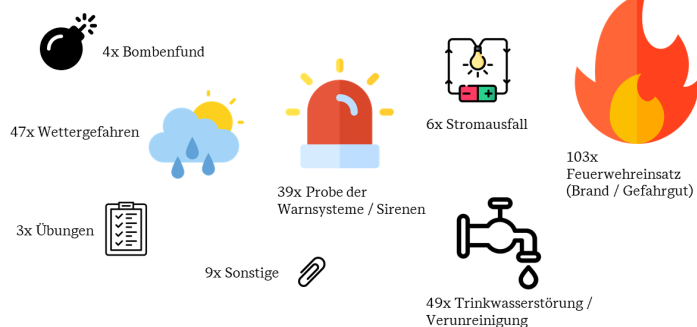 4x Bombenfund
47x Wettergefahren
3x Übungen
9x Sonstige
39x Probe der
Warnsysteme / Sirenen
6x Stromausfall
103x
Feuerwehreinsatz
(Brand / Gefahrgut)
49x Trinkwasserstörung /
Verunreinigung